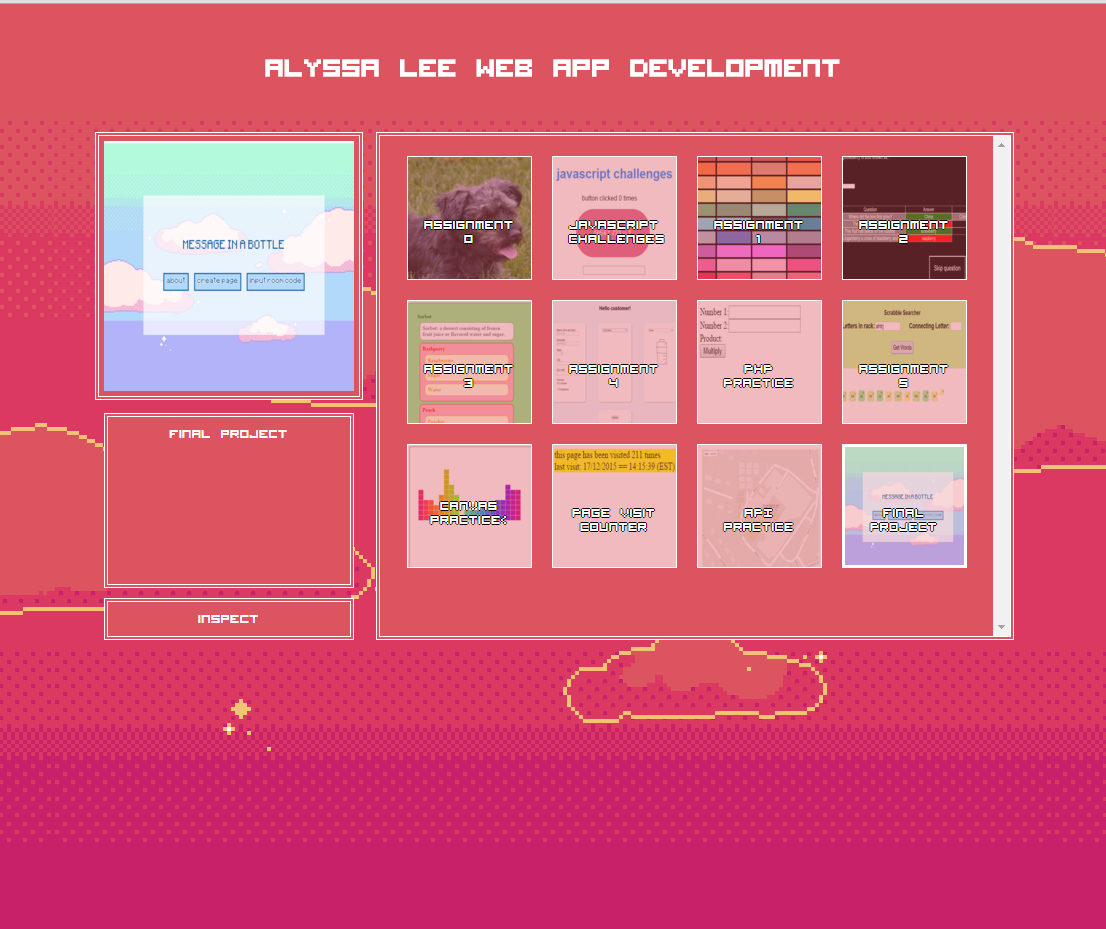 ALYSSA LEE WEB APP DEVELOPMENT
MESSAGE IN A BOTTLE
about create page input room code
FINAL PROJECT
INSPECT
ASSIGNMENT
0
javascript challenges
button clicked 0 times
JAVASCRIPT
CHALLENGES
ASSIGNMENT
1
Question Answer
ASSIGNMENT
2
Skip question
Sorbet
Sorbet: a dessert consisting of frozen
fruit juice or flavored water and sugar.
Raspberry
ASSIGNMENT
3
Peach
Hello customer!
ASSIGNMENT
4
Number 1:
Number 2:
Product:
Multiply
PHP
PRACTICE
Scrabble Searcher
Letters in rack: Connecting Letter:
Get Words
ASSIGNMENT
5
CANVAS
PRACTICE
this page has been visited 211 times
last visit: 17/12/2015 == 14:15:39 (EST)
PAGE VISIT
COUNTER
API
PRACTICE
MESSAGE IN A BOTTLE
FINAL
PROJECT